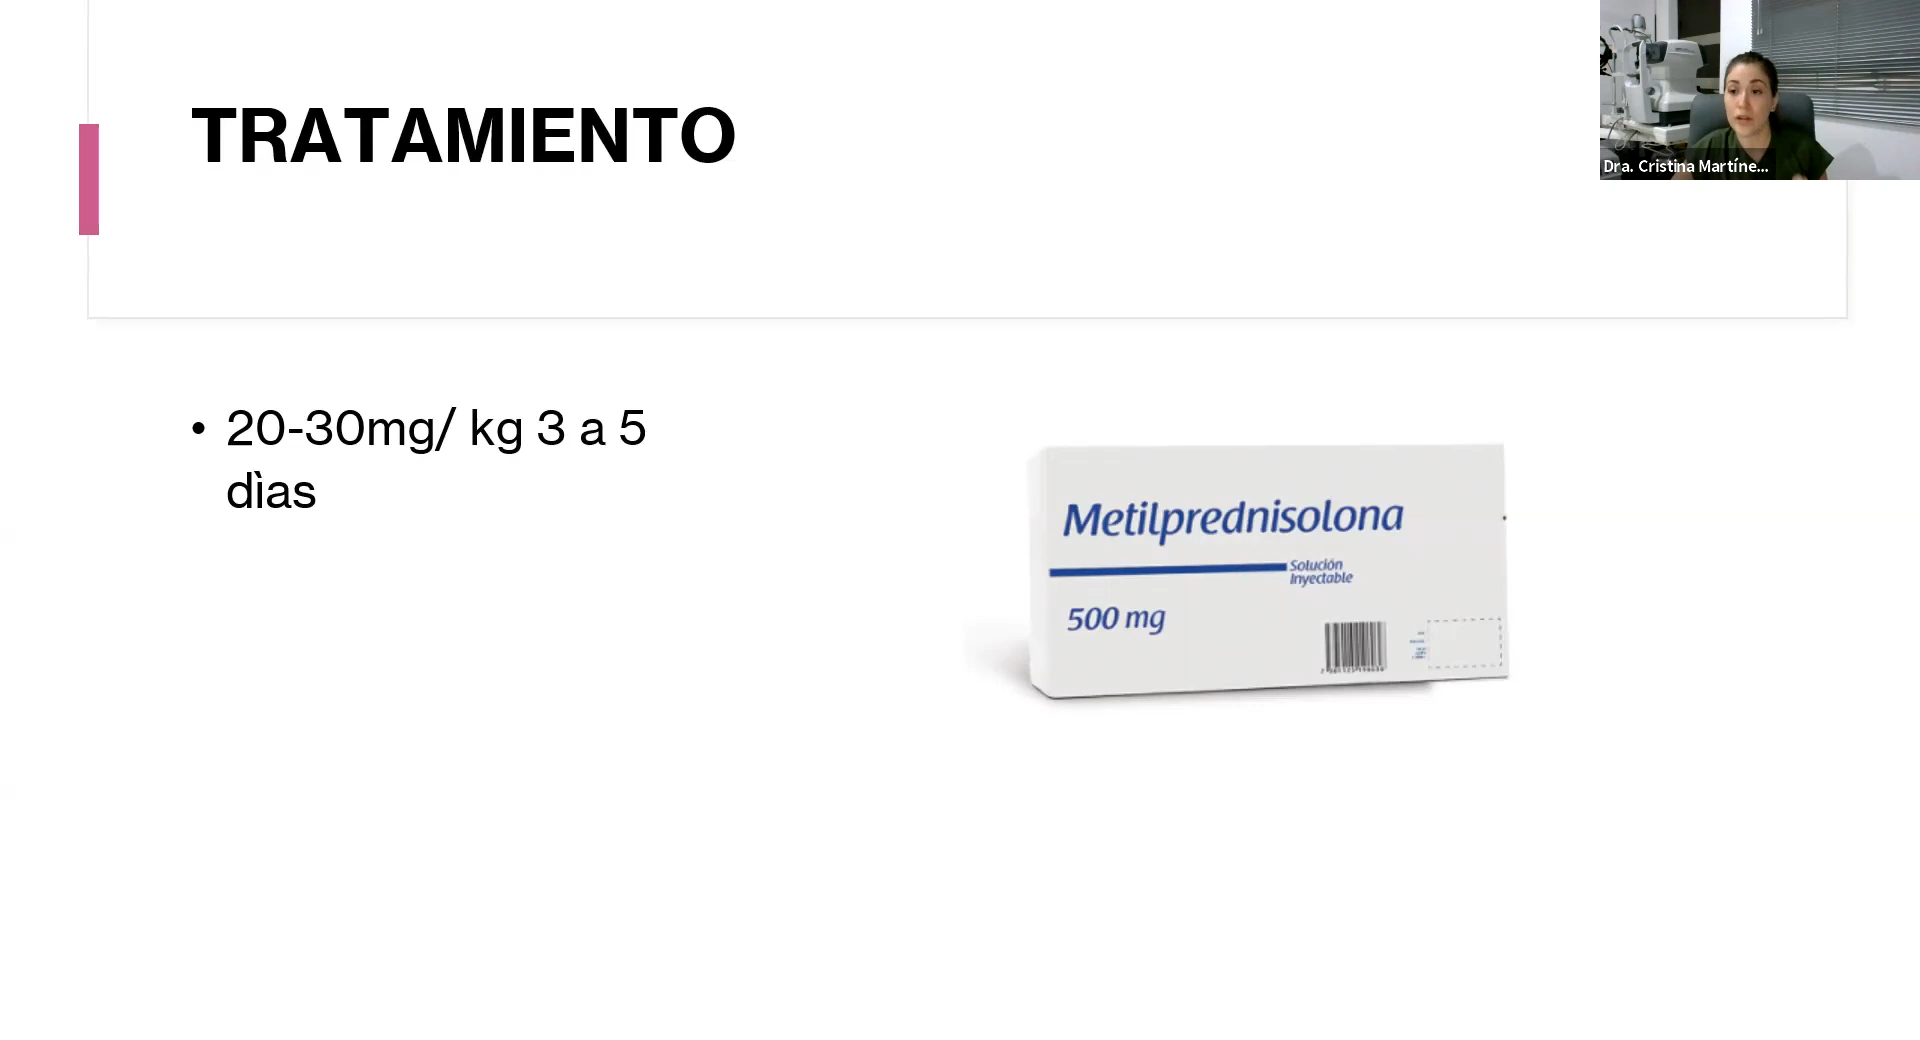 TRATAMIENTO
Dra. Cristina Martíne...
• 20-30mg/ kg 3 a 5
dìas
Metilprednisolona
Solución
Inyectable
500 mg